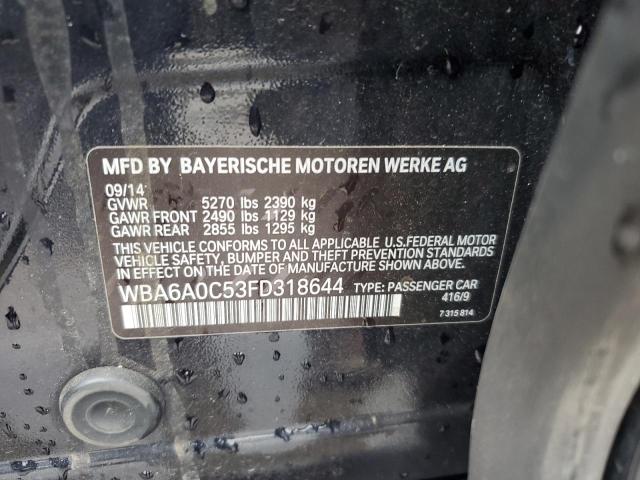 MFD BY BAYERISCHE MOTOREN WERKE AG
09/14
GVWR 5270 lbs 2390 kg
GAWR FRONT 2490 lbs 1129 kg
GAWR REAR 2855 lbs 1295 kg
THIS VEHICLE CONFORMS TO ALL APPLICABLE U.S.FEDERAL MOTOR
VEHICLE SAFETY, BUMPER AND THEFT PREVENTION STANDARDS
IN EFFECT ON THE DATE OF MANUFACTURE SHOWN ABOVE.
WBA6A0C53FD318644 TYPE: PASSENGER CAR
416/9
7 315 814